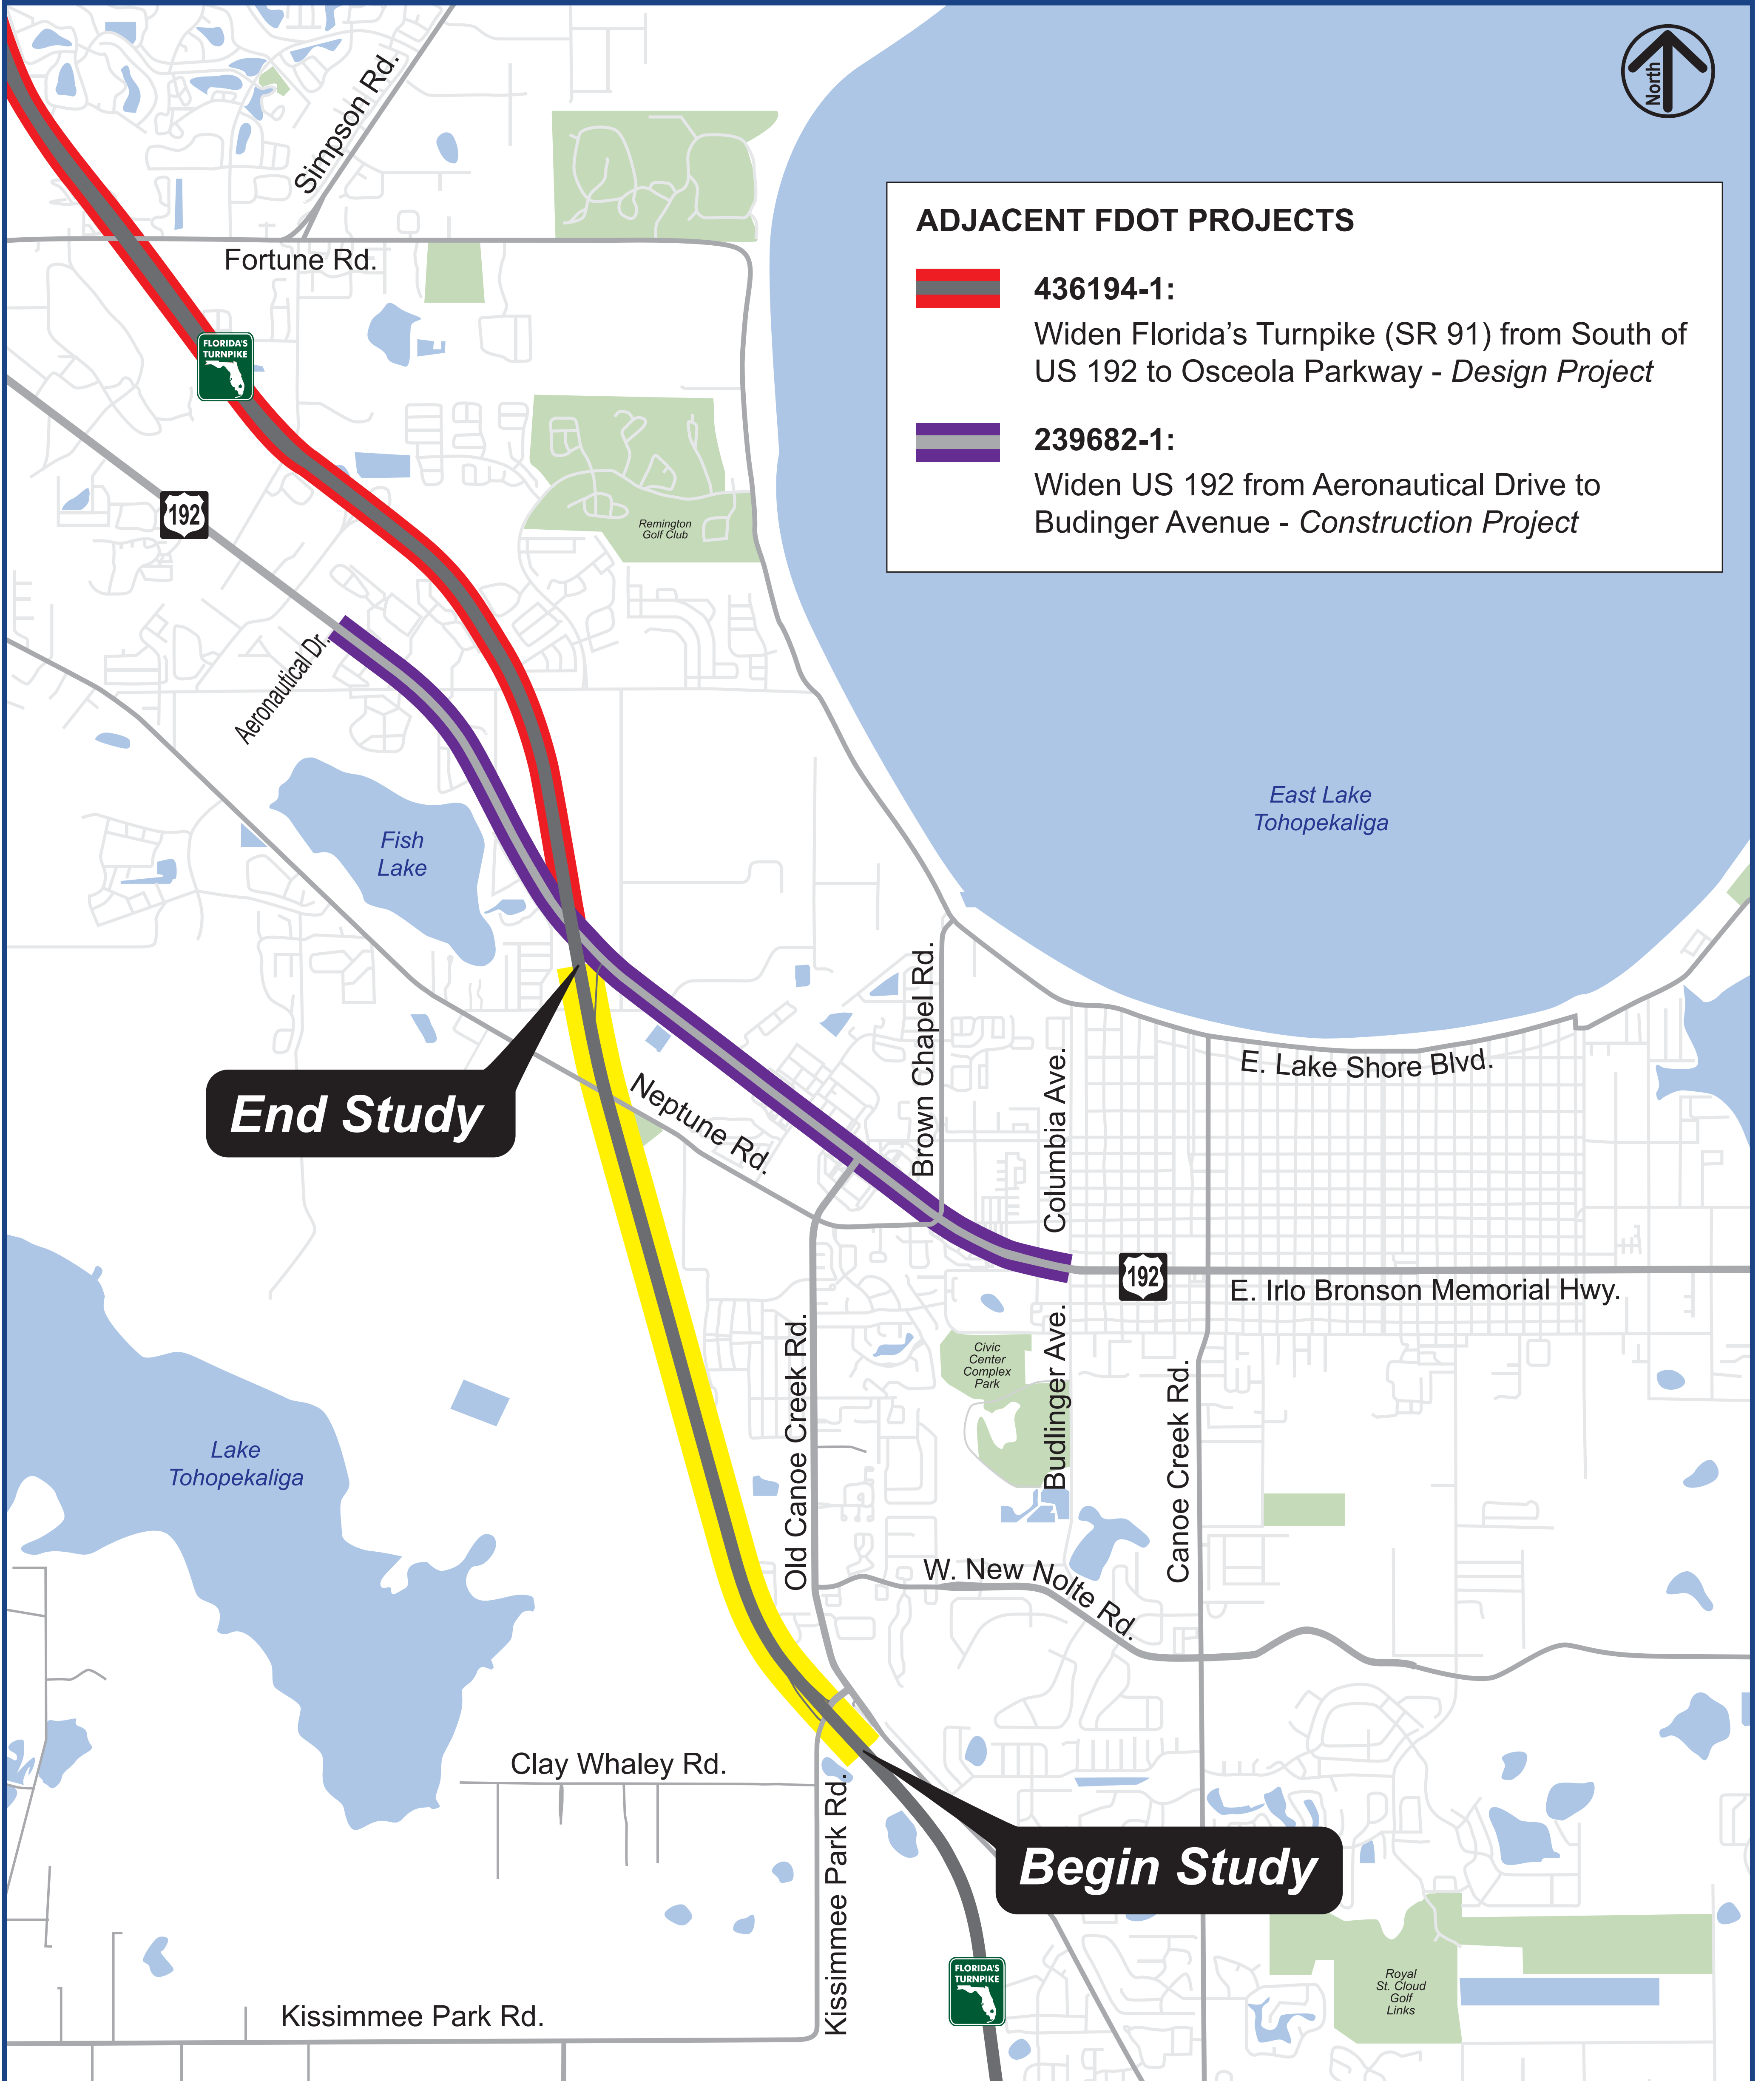 North
Simpson Rd.
Fortune Rd.
ADJACENT FDOT PROJECTS
436194-1:
Widen Florida's Turnpike (SR 91) from South of
US 192 to Osceola Parkway - Design Project
239682-1:
Widen US 192 from Aeronautical Drive to
Budinger Avenue - Construction Project
FLORIDA'S
TURNPIKE
192
Remington
Golf Club
Aeronautical Dr.
East Lake
Tohopekaliga
Fish
Lake
Brown Chapel Rd.
Columbia Ave.
E. Lake Shore Blvd.
End Study
Neptune Rd.
192
E. Irlo Bronson Memorial Hwy.
Civic
Center
Complex
Park
Budlinger Ave.
Old Canoe Creek Rd.
Canoe Creek Rd.
Lake
Tohopekaliga
W. New Nolte Rd.
Clay Whaley Rd.
Kissimmee Park Rd.
Begin Study
FLORIDA'S
TURNPIKE
Royal
St. Cloud
Golf
Links
Kissimmee Park Rd.